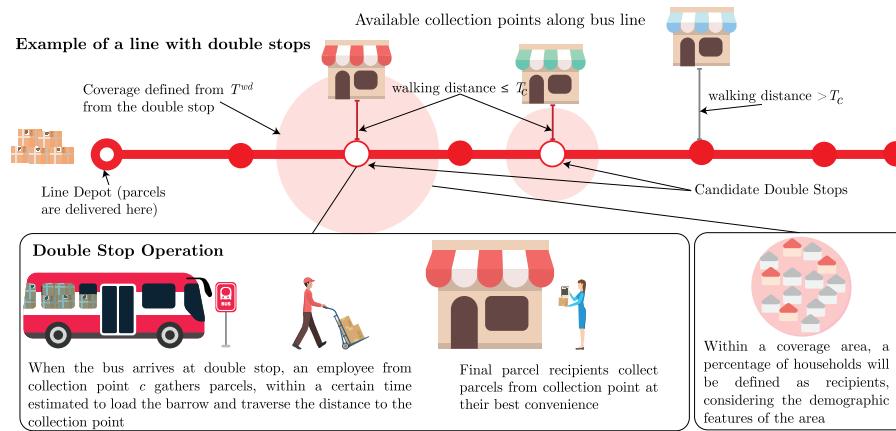 Available collection points along bus line
Example of a line with double stops
Coverage defined from T^wd
from the double stop
walking distance ≤ T_c
walking distance > T_c
Line Depot (parcels
are delivered here)
Candidate Double Stops
Double Stop Operation
BUS
When the bus arrives at double stop, an employee from
collection point c gathers parcels, within a certain time
estimated to load the barrow and traverse the distance to the
collection point
Final parcel recipients collect
parcels from collection point at
their best convenience
Within a coverage area, a
percentage of households will
be defined as recipients,
considering the demographic
features of the area